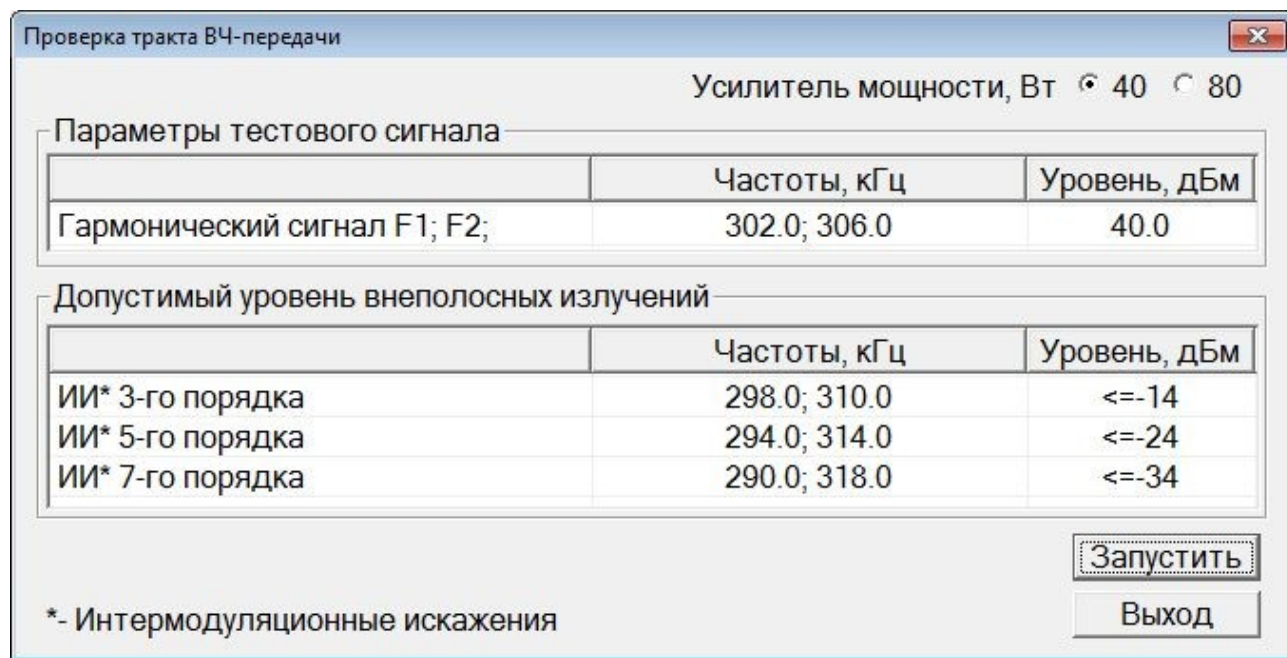 Проверка тракта ВЧ-передачи
Усилитель мощности, Вт 40 80
Параметры тестового сигнала
Частоты, кГц Уровень, дБм
Гармонический сигнал F1; F2; 302.0; 306.0 40.0
Допустимый уровень внеполосных излучений
Частоты, кГц Уровень, дБм
ИИ* 3-го порядка 298.0; 310.0 <=-14
ИИ* 5-го порядка 294.0; 314.0 <=-24
ИИ* 7-го порядка 290.0; 318.0 <=-34
Запустить
*- Интермодуляционные искажения
Выход